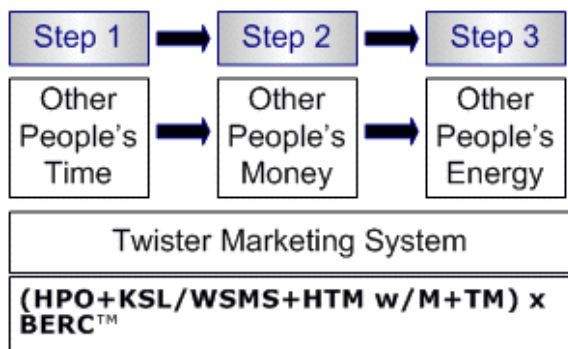 Step 1 Step 2 Step 3
Other Other Other
People's People's People's
Time Money Energy
Twister Marketing System
(HPO+KSL/WSMS+HTM w/M+TM) x
BERC™